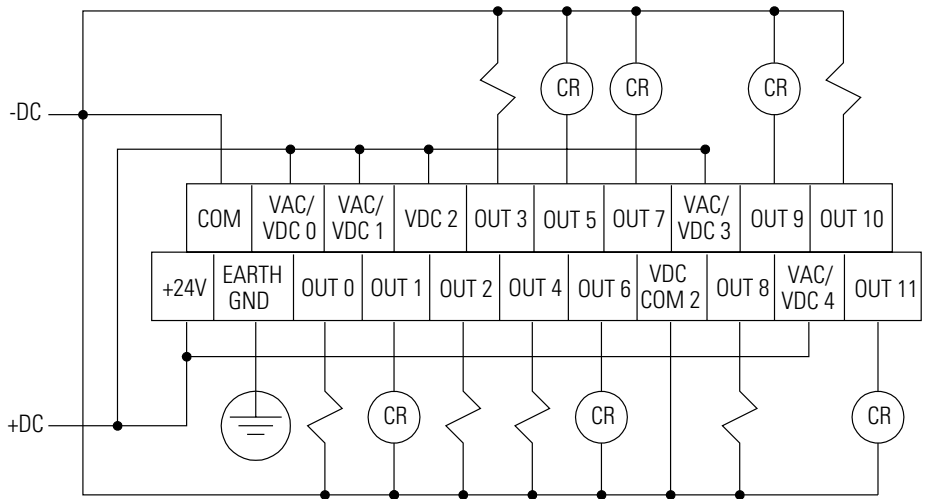 CR CR CR
-DC
COM VAC/ VDC 0 VAC/ VDC 1 VDC 2 OUT 3 OUT 5 OUT 7 VAC/ VDC 3 OUT 9 OUT 10
+24V EARTH GND OUT 0 OUT 1 OUT 2 OUT 4 OUT 6 VDC COM 2 OUT 8 VAC/ VDC 4 OUT 11
+DC CR CR CR